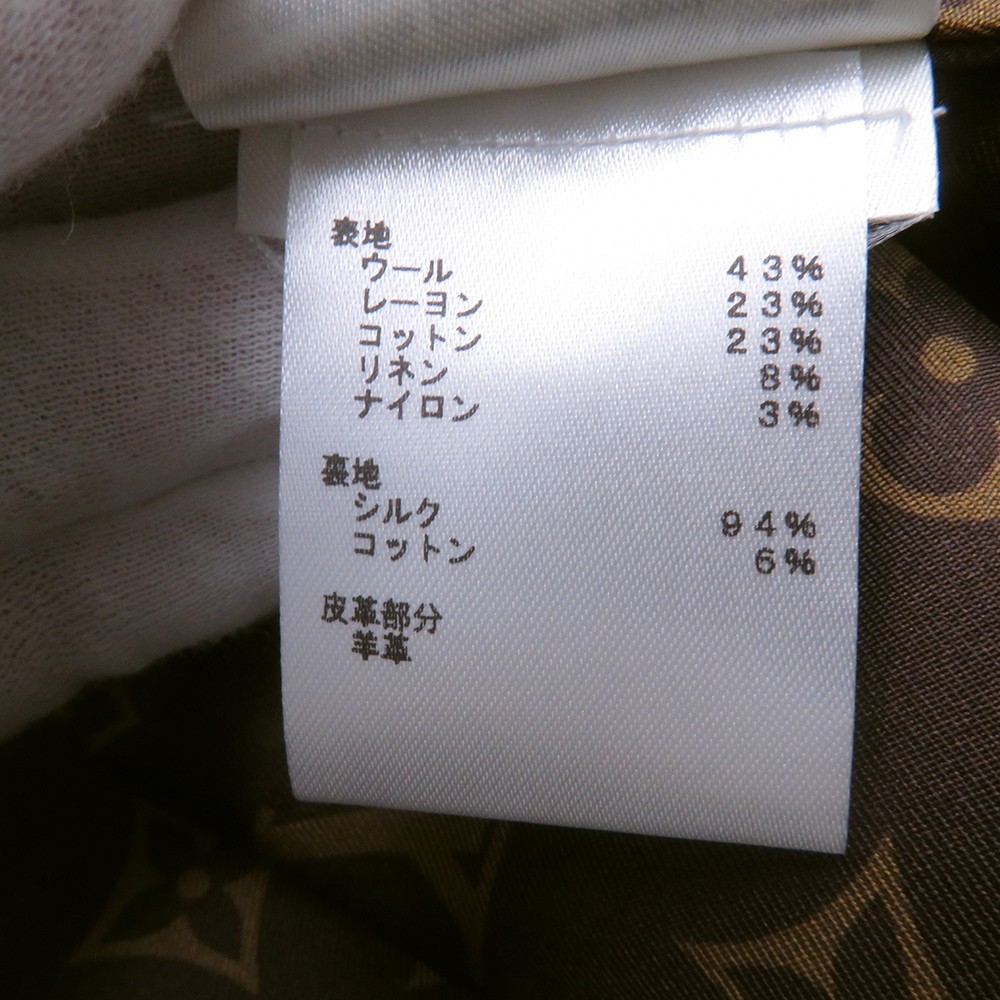 表地
ウール 43%
レーヨン 23%
コットン 23%
リネン 8%
ナイロン 3%
裏地
シルク 94%
コットン 6%
皮革部分
羊革